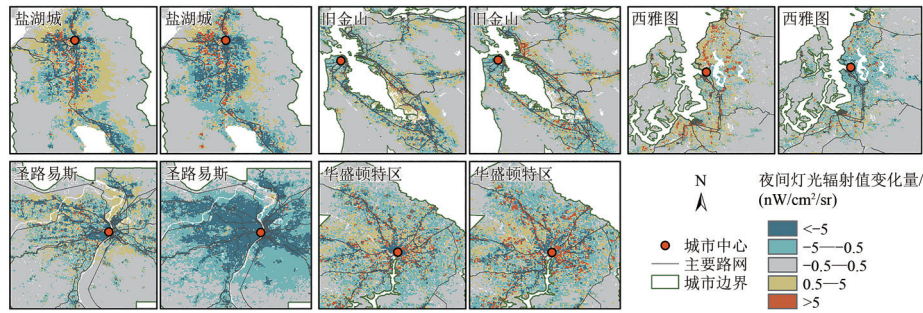 盐湖城
盐湖城
旧金山
旧金山
西雅图
西雅图
圣路易斯
圣路易斯
华盛顿特区
华盛顿特区
N
城市中心
主要路网
城市边界
夜间灯光辐射值变化量/
(nW/cm²/sr)
<-5
-5—-0.5
-0.5—0.5
0.5—5
>5